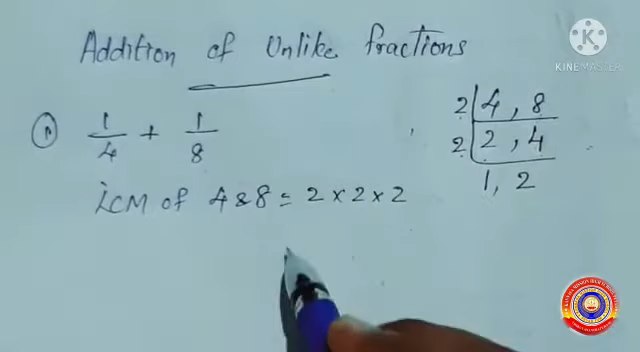 Addition of Unlike fractions
KINEMASTER
① 1/4 + 1/8
2 | 4, 8
2 | 2, 4
1, 2
LCM of 4 & 8 = 2 × 2 × 2